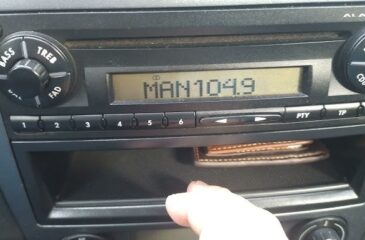 BASS TREB
FAD
MAN104.9
1 2 3 4 5 6 PTY TP